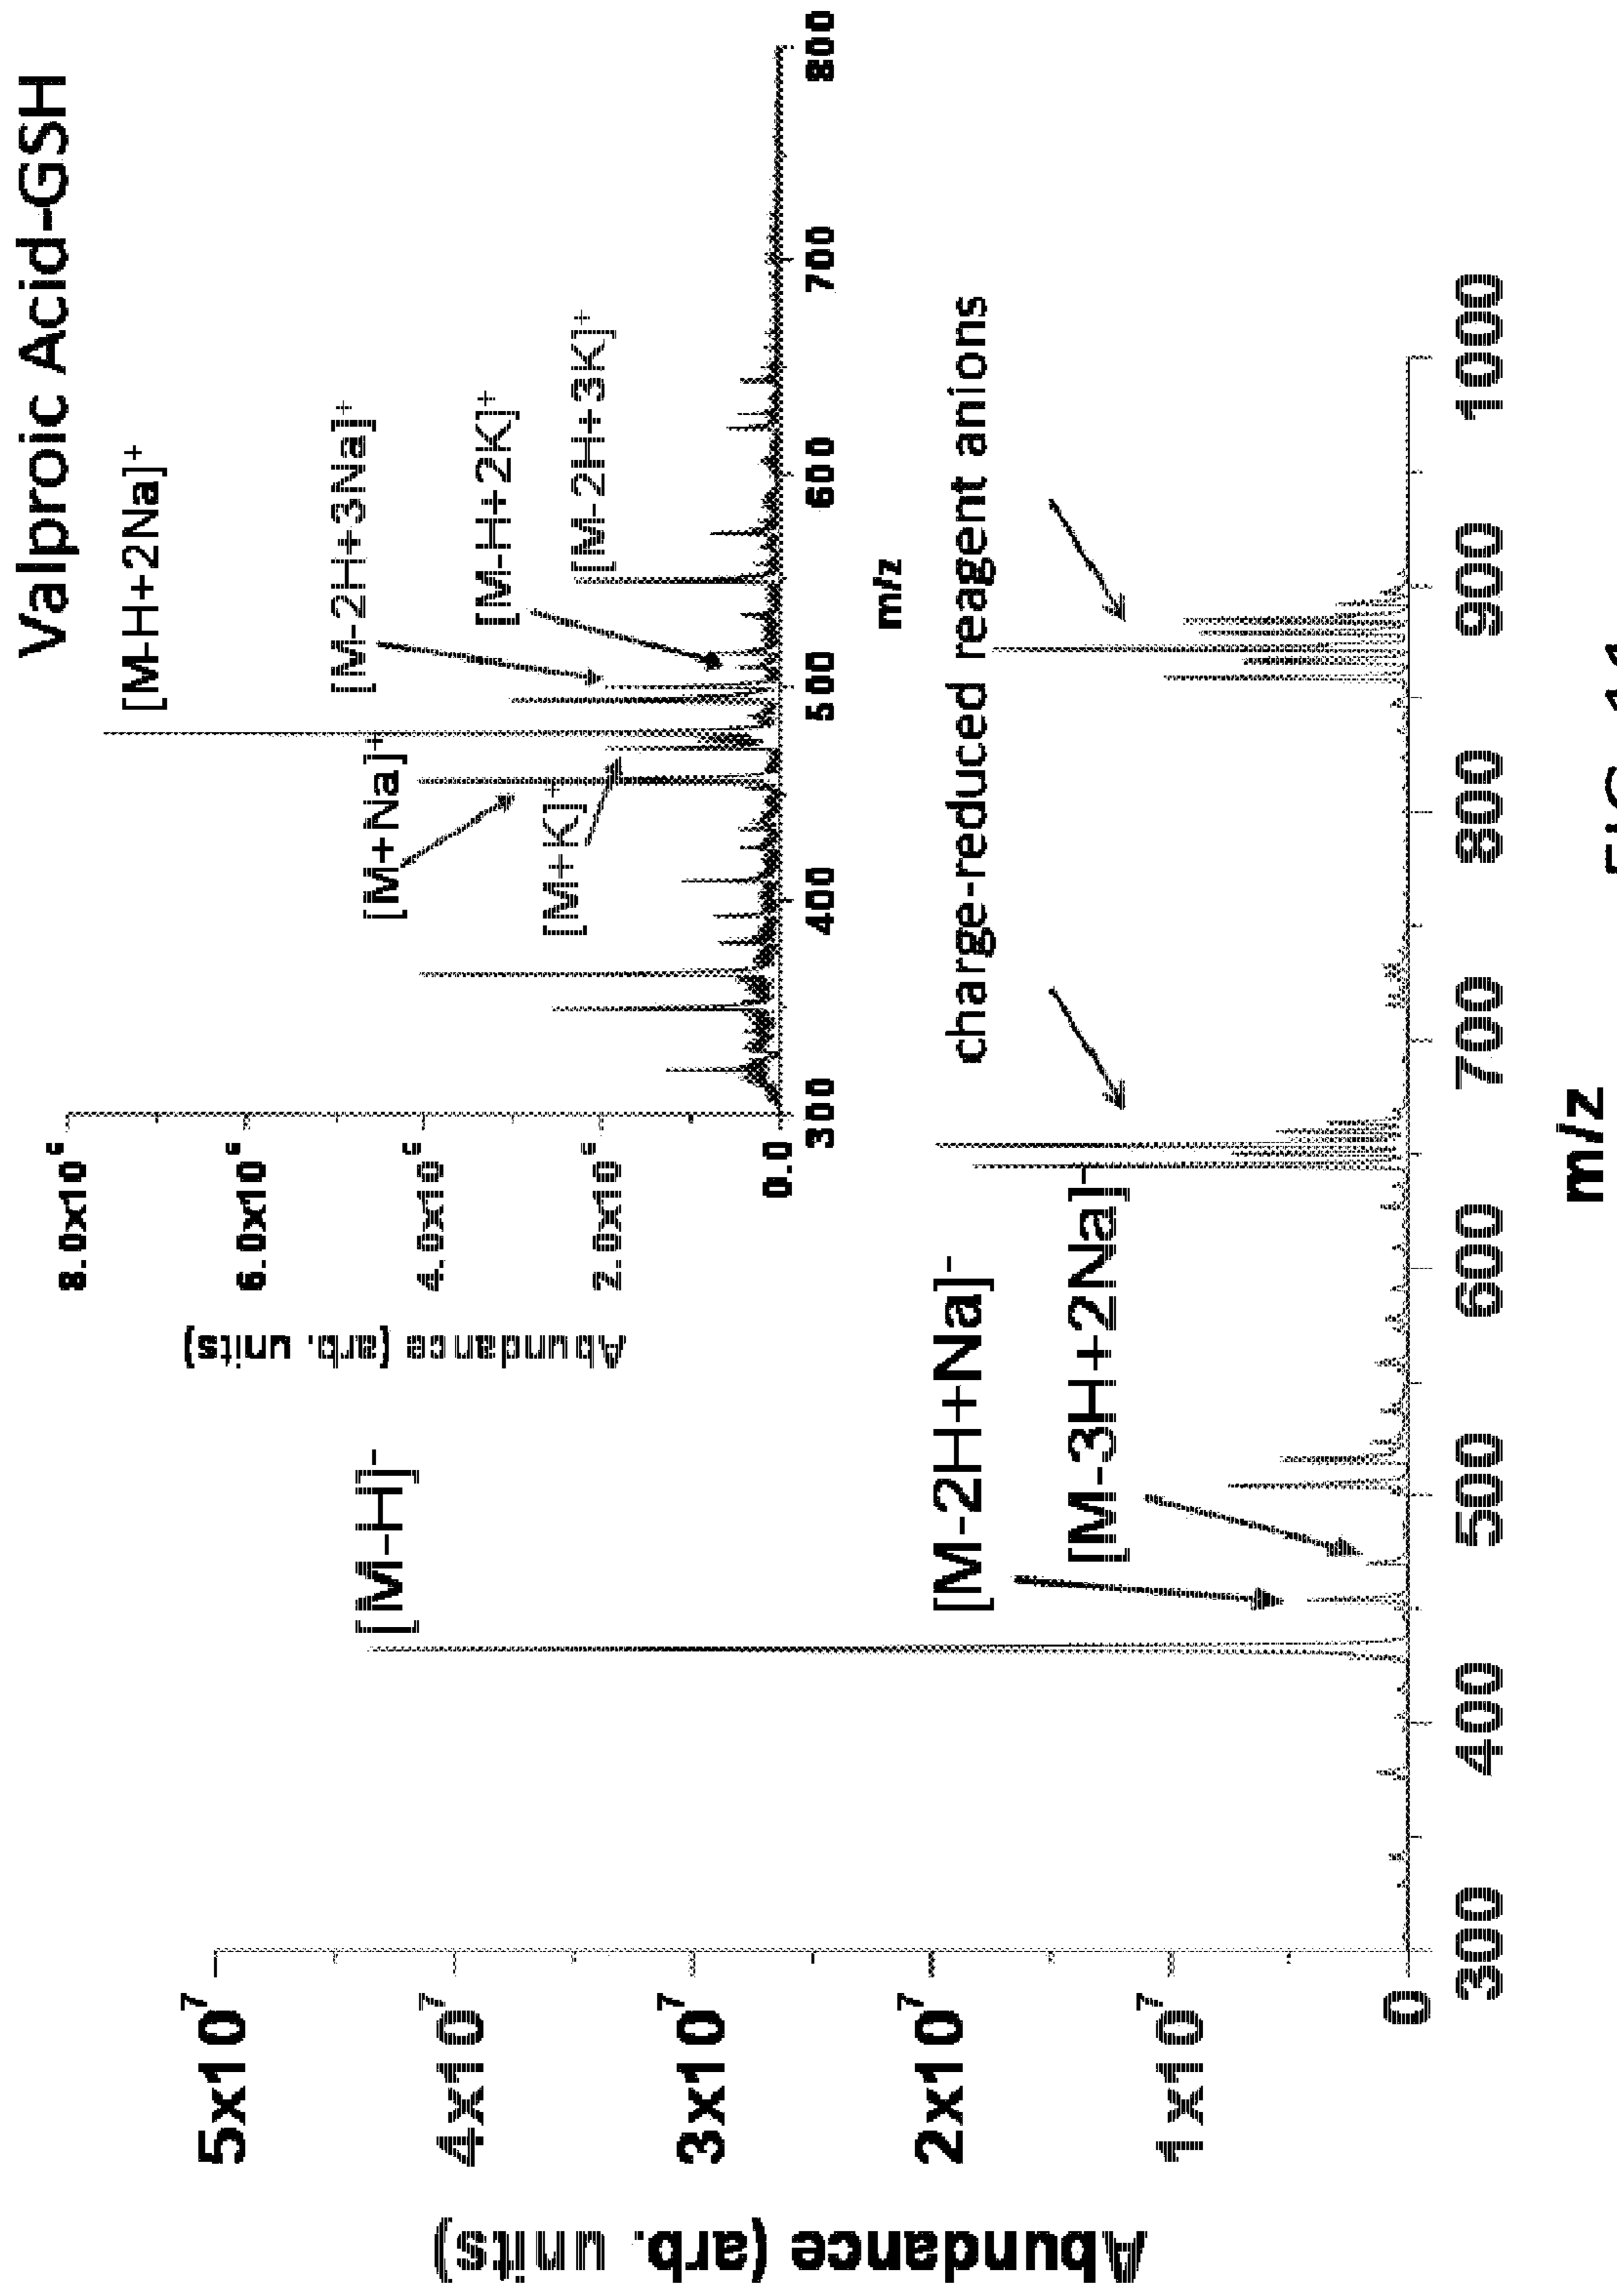 Valproic Acid-GSH
8.0x10⁶
6.0x10⁶
4.0x10⁶
2.0x10⁶
0.0
Abundance (arb. units)
[M-H+2Na]⁺
[M-2H+3Na]⁺
[M+Na]⁺
[M-H+2K]⁺
[M+K]⁺
[M-2H+3K]⁺
300 400 500 600 700 800
m/z
5x10⁷
4x10⁷
3x10⁷
2x10⁷
1x10⁷
0
Abundance (arb. units)
[M-H]⁻
[M-2H+Na]⁻
[M-3H+2Na]⁻
charge-reduced reagent anions
300 400 500 600 700 800 900 1000
m/z